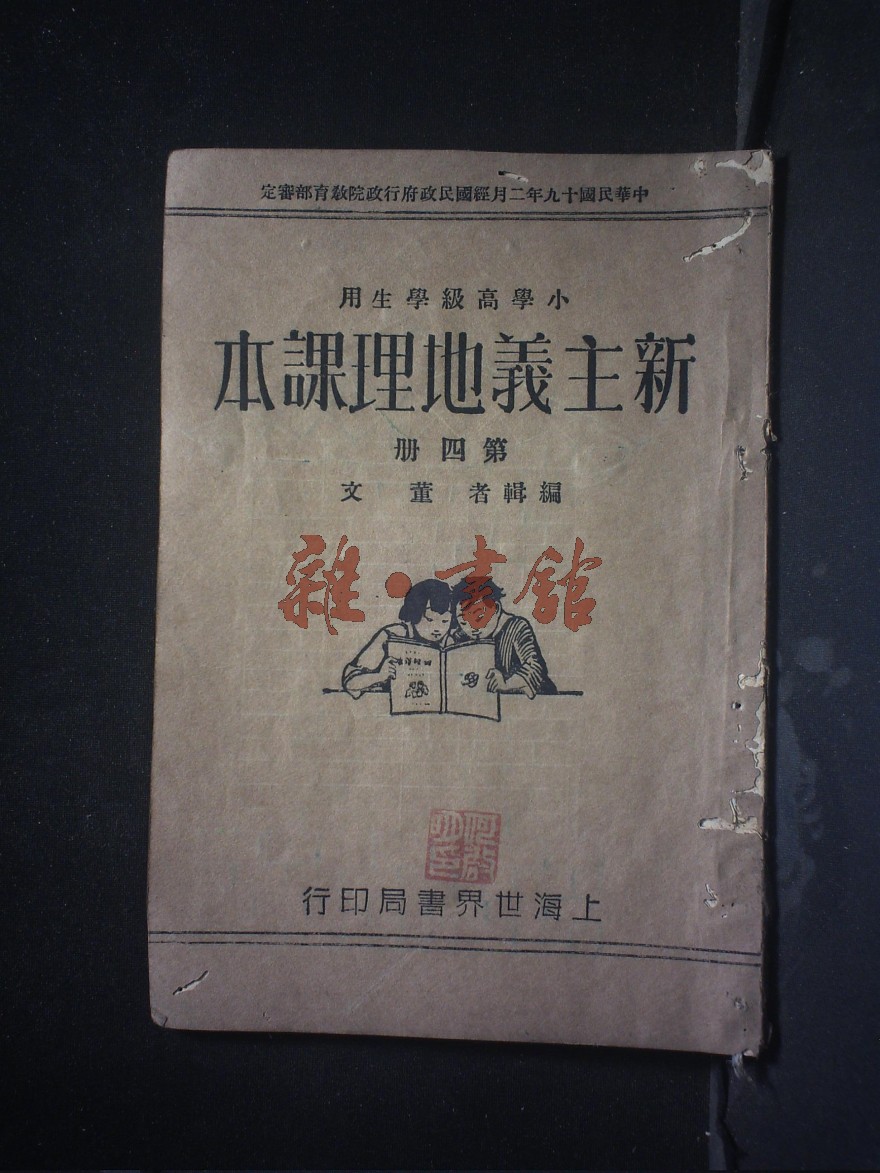 中華民國十九年二月經國民政府行政院教育部審定
小學高級學生用
新主義地理課本
第四冊
編輯者 董文
雜·書館
上海世界書局印行